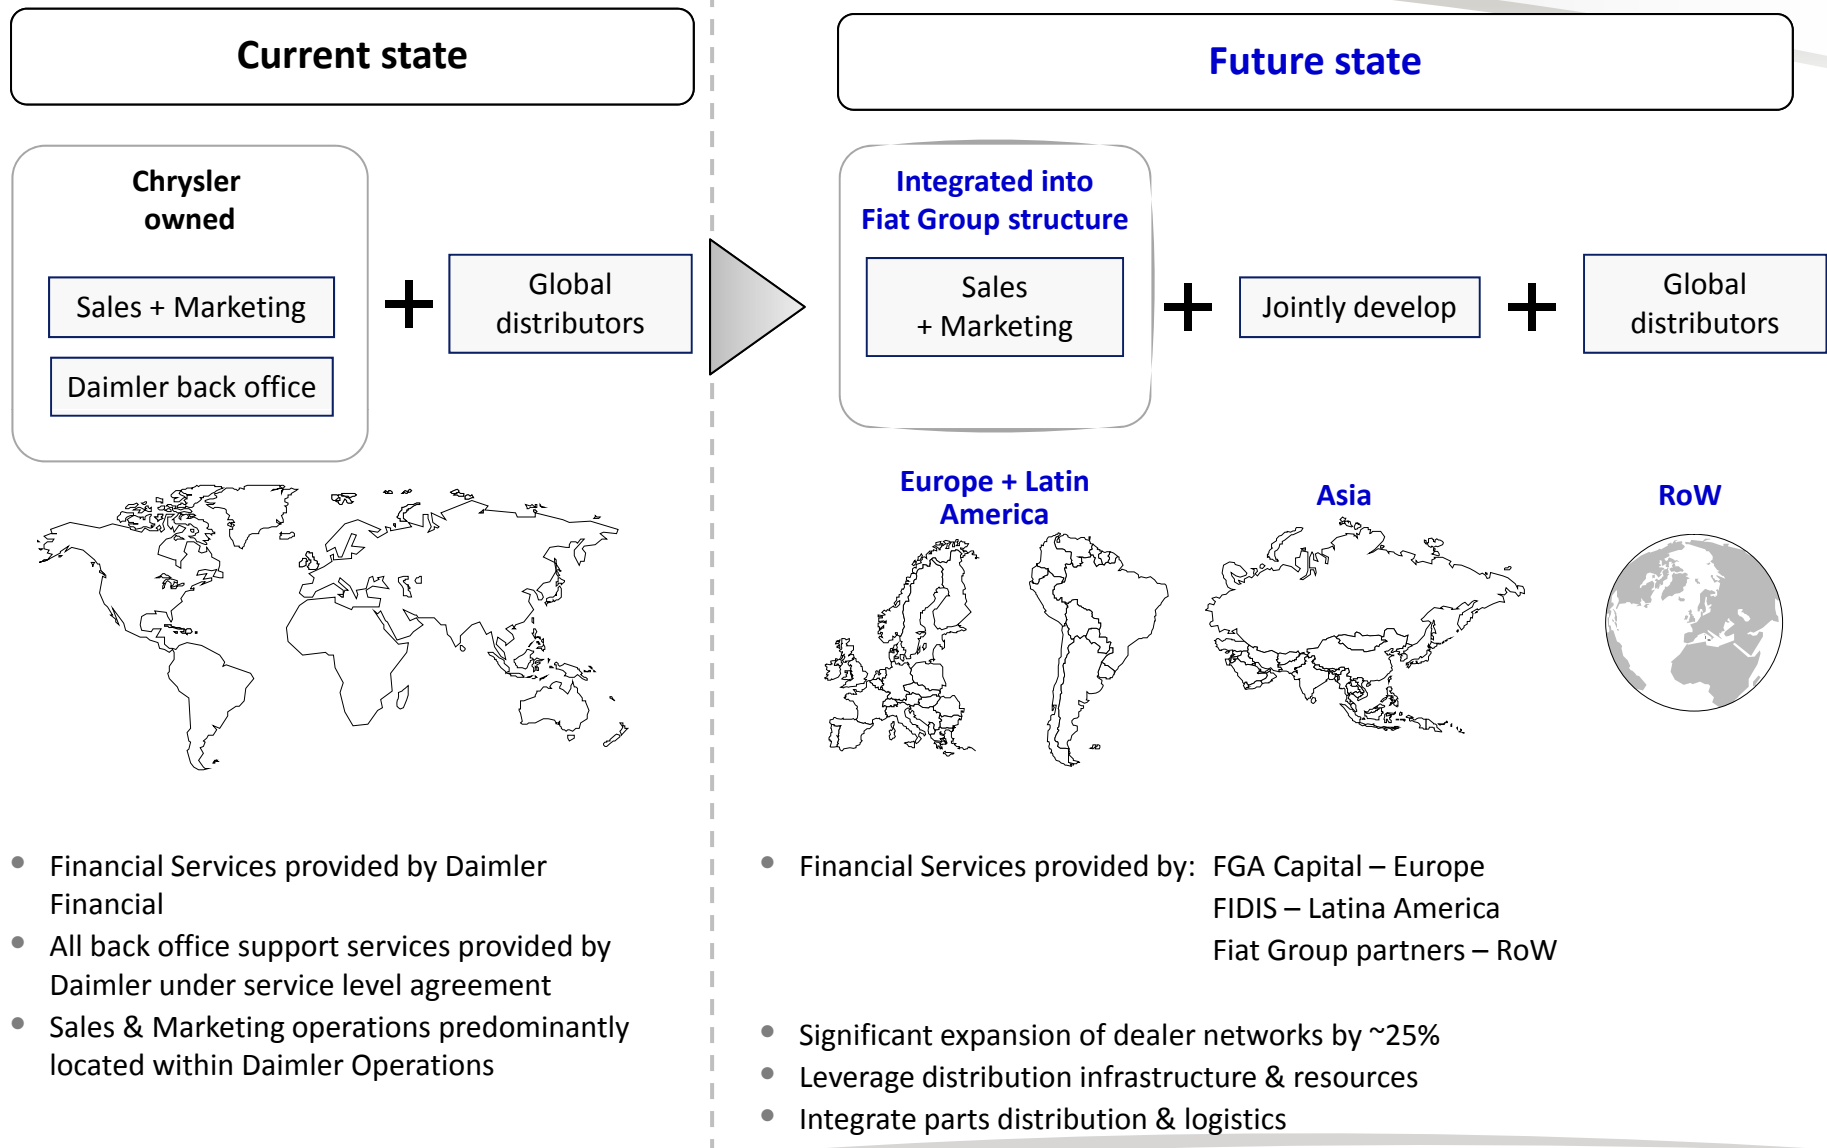 Current state
Chrysler
owned
Sales + Marketing
Daimler back office
+
Global
distributors
Financial Services provided by Daimler
Financial
All back office support services provided by
Daimler under service level agreement
Sales & Marketing operations predominantly
located within Daimler Operations
Future state
Integrated into
Fiat Group structure
Sales
+ Marketing
+
Jointly develop
+
Global
distributors
Europe + Latin
America
Asia
RoW
Financial Services provided by: FGA Capital – Europe
FIDIS – Latina America
Fiat Group partners – RoW
Significant expansion of dealer networks by ~25%
Leverage distribution infrastructure & resources
Integrate parts distribution & logistics